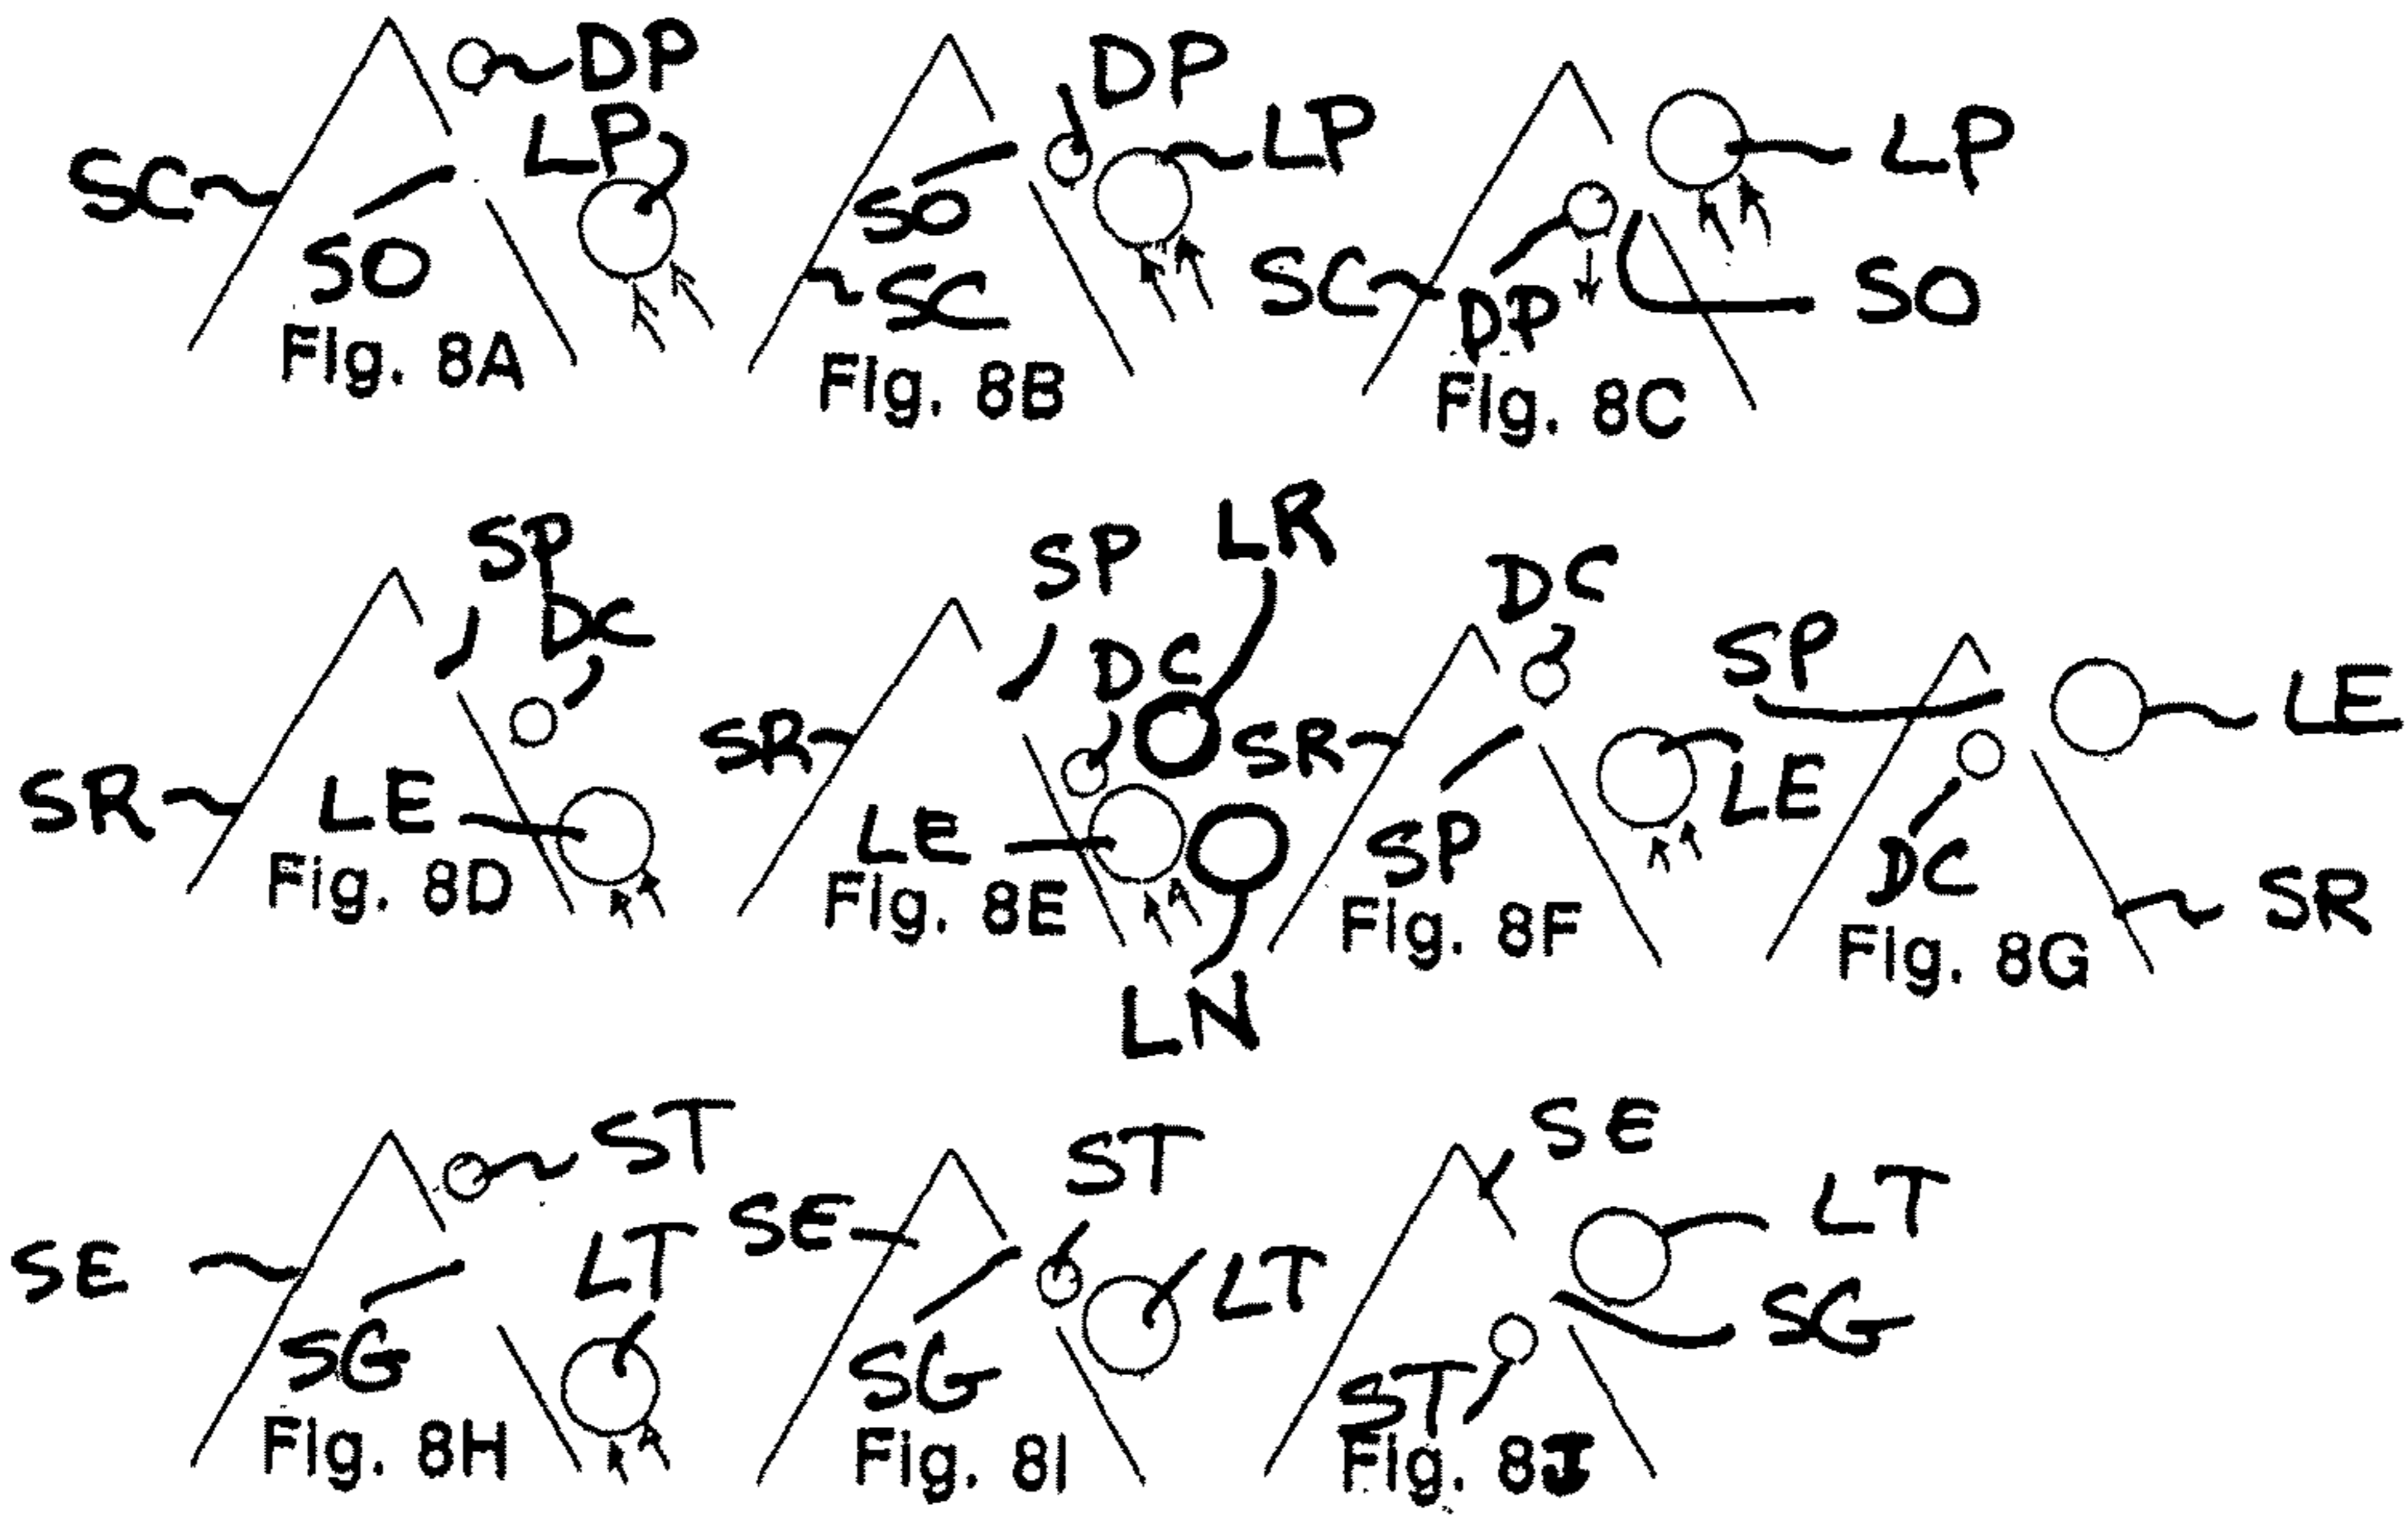 DP
LP
SC
SO
Fig. 8A
DP
LP
SO
SC
Fig. 8B
LP
SC
DP
SO
Fig. 8C
SP
DC
SR
LE
Fig. 8D
LR
SP
DC
SR
LE
Fig. 8E
LN
DC
SR
LE
SP
Fig. 8F
SP
LE
DC
SR
Fig. 8G
ST
SE
LT
SG
Fig. 8H
ST
SE
LT
SG
Fig. 8I
SE
LT
SG
ST
Fig. 8J